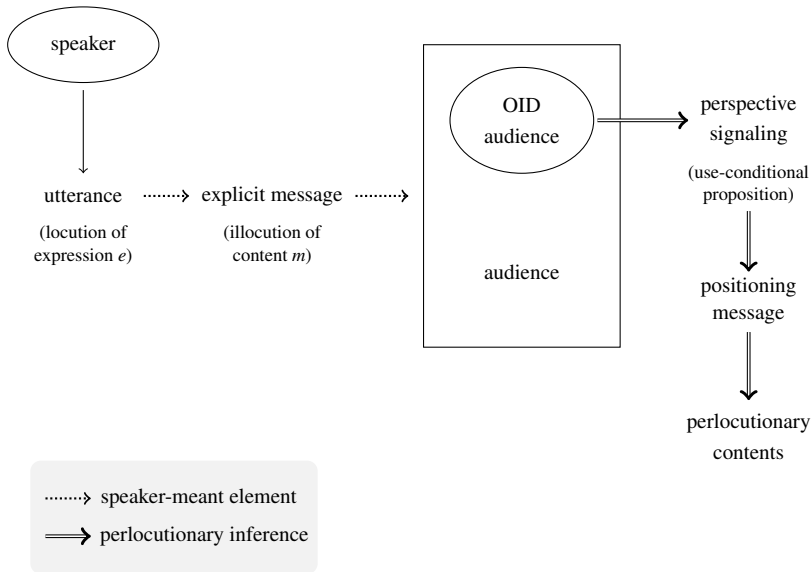 speaker
utterance
(locution of
expression e)
explicit message
(illocution of
content m)
OID
audience
audience
perspective
signaling
(use-conditional
proposition)
positioning
message
perlocutionary
contents
speaker-meant element
perlocutionary inference